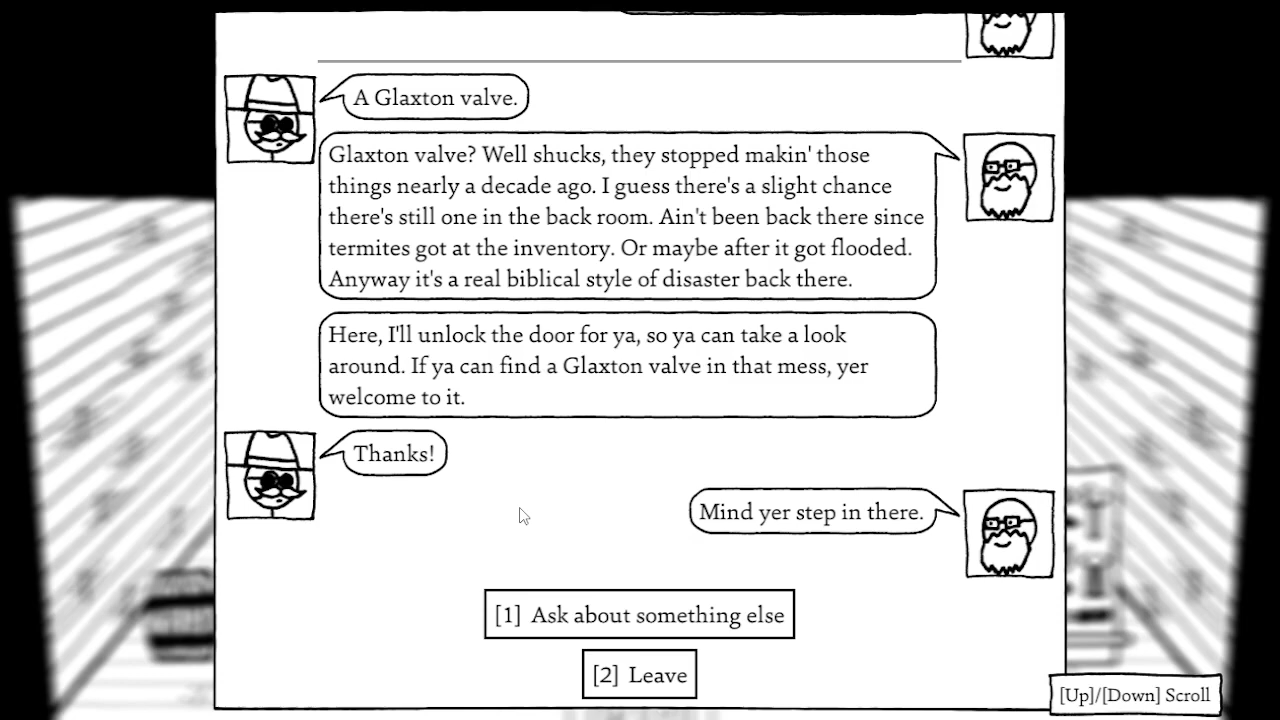 A Glaxton valve.
Glaxton valve? Well shucks, they stopped makin' those
things nearly a decade ago. I guess there's a slight chance
there's still one in the back room. Ain't been back there since
termites got at the inventory. Or maybe after it got flooded.
Anyway it's a real biblical style of disaster back there.
Here, I'll unlock the door for ya, so ya can take a look
around. If ya can find a Glaxton valve in that mess, yer
welcome to it.
Thanks!
Mind yer step in there.
[1] Ask about something else
[2] Leave
[Up]/[Down] Scroll